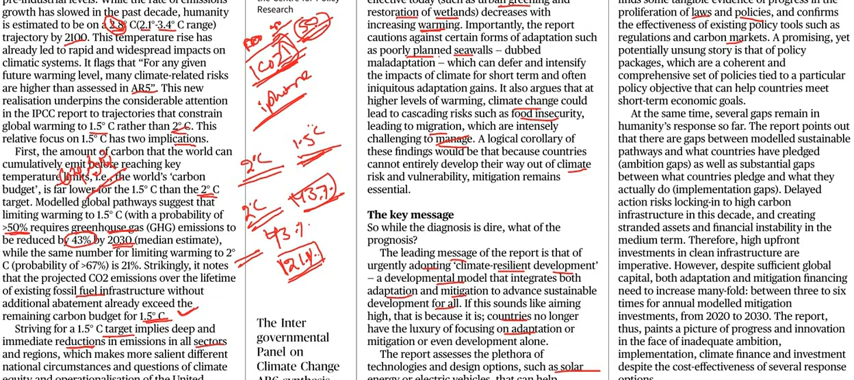 growth has slowed in the past decade, humanity
is estimated to be on a 2.8 (2.1°-3.4° C range)
trajectory by 2100. This temperature rise has
already led to rapid and widespread impacts on
climatic systems. It flags that “For any given
future warming level, many climate-related risks
are higher than assessed in AR5”. This new
realisation underpins the considerable attention
in the IPCC report to trajectories that constrain
global warming to 1.5° C rather than 2° C. This
relative focus on 1.5° C has two implications.
First, the amount of carbon that the world can
cumulatively emit before reaching key
temperature limits, i.e., the world’s ‘carbon
budget’, is far lower for the 1.5° C than the 2° C
target. Modelled global pathways suggest that
limiting warming to 1.5° C (with a probability of
>50% requires greenhouse gas (GHG) emissions to
be reduced by 43% by 2030 (median estimate),
while the same number for limiting warming to 2°
C (probability of >67%) is 21%. Strikingly, it notes
that the projected CO2 emissions over the lifetime
of existing fossil fuel infrastructure without
additional abatement already exceed the
remaining carbon budget for 1.5° C.
Striving for a 1.5° C target implies deep and
immediate reductions in emissions in all sectors
and regions, which makes more salient different
national circumstances and questions of climate
equity and operationalisation of the United
Research
CO2
iphone
2°C
1.5°C
2°C
43%
43%
21%
The Inter
governmental
Panel on
Climate Change
AR6 synthesis
restoration of wetlands) decreases with
increasing warming. Importantly, the report
cautions against certain forms of adaptation such
as poorly planned seawalls – dubbed
maladaptation – which can defer and intensify
the impacts of climate for short term and often
iniquitous adaptation gains. It also argues that at
higher levels of warming, climate change could
lead to cascading risks such as food insecurity,
leading to migration, which are intensely
challenging to manage. A logical corollary of
these findings would be that because countries
cannot entirely develop their way out of climate
risk and vulnerability, mitigation remains
essential.
The key message
So while the diagnosis is dire, what of the
prognosis?
The leading message of the report is that of
urgently adopting ‘climate-resilient development’
– a developmental model that integrates both
adaptation and mitigation to advance sustainable
development for all. If this sounds like aiming
high, that is because it is; countries no longer
have the luxury of focusing on adaptation or
mitigation or even development alone.
The report assesses the plethora of
technologies and design options, such as solar
energy or electric vehicles, that can help
proliferation of laws and policies, and confirms
the effectiveness of existing policy tools such as
regulations and carbon markets. A promising, yet
potentially unsung story is that of policy
packages, which are a coherent and
comprehensive set of policies tied to a particular
policy objective that can help countries meet
short-term economic goals.
At the same time, several gaps remain in
humanity’s response so far. The report points out
that there are gaps between modelled sustainable
pathways and what countries have pledged
(ambition gaps) as well as substantial gaps
between what countries pledge and what they
actually do (implementation gaps). Delayed
action risks locking-in to high carbon
infrastructure in this decade, and creating
stranded assets and financial instability in the
medium term. Therefore, high upfront
investments in clean infrastructure are
imperative. However, despite sufficient global
capital, both adaptation and mitigation financing
need to increase many-fold: between three to six
times for annual modelled mitigation
investments, from 2020 to 2030. The report,
thus, paints a picture of progress and innovation
in the face of inadequate ambition,
implementation, climate finance and investment
despite the cost-effectiveness of several response
options.